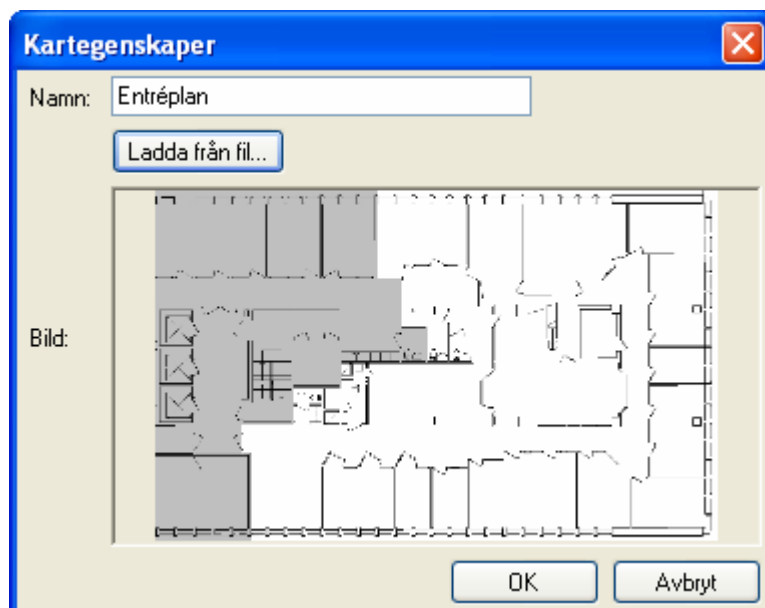 Kartegenskaper
Namn: Entréplan
Ladda från fil...
Bild:
OK Avbryt